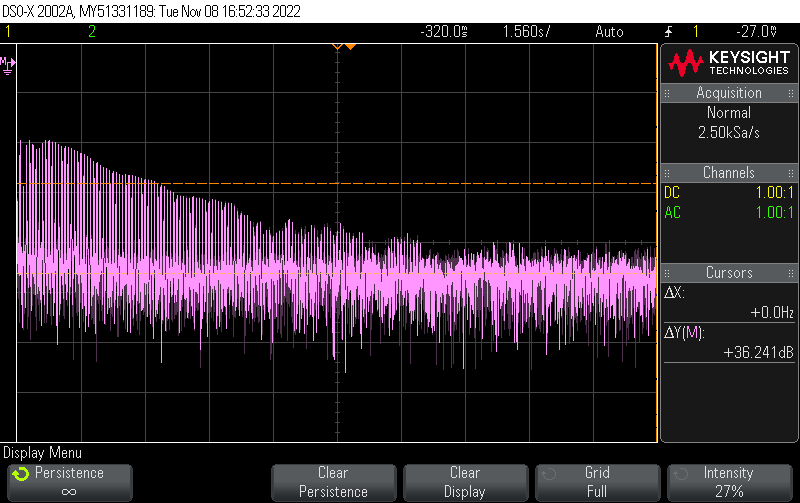 DSO-X 2002A, MY51331189: Tue Nov 08 16:52:33 2022
1 2 -320.0ms 1.560s/ Auto 1 -27.0V
M
KEYSIGHT
TECHNOLOGIES
Acquisition
Normal
2.50kSa/s
Channels
DC 1.00:1
AC 1.00:1
Cursors
ΔX:
+0.0Hz
ΔY(M):
+36.241dB
Display Menu
Persistence
∞
Clear
Persistence
Clear
Display
Grid
Full
Intensity
27%